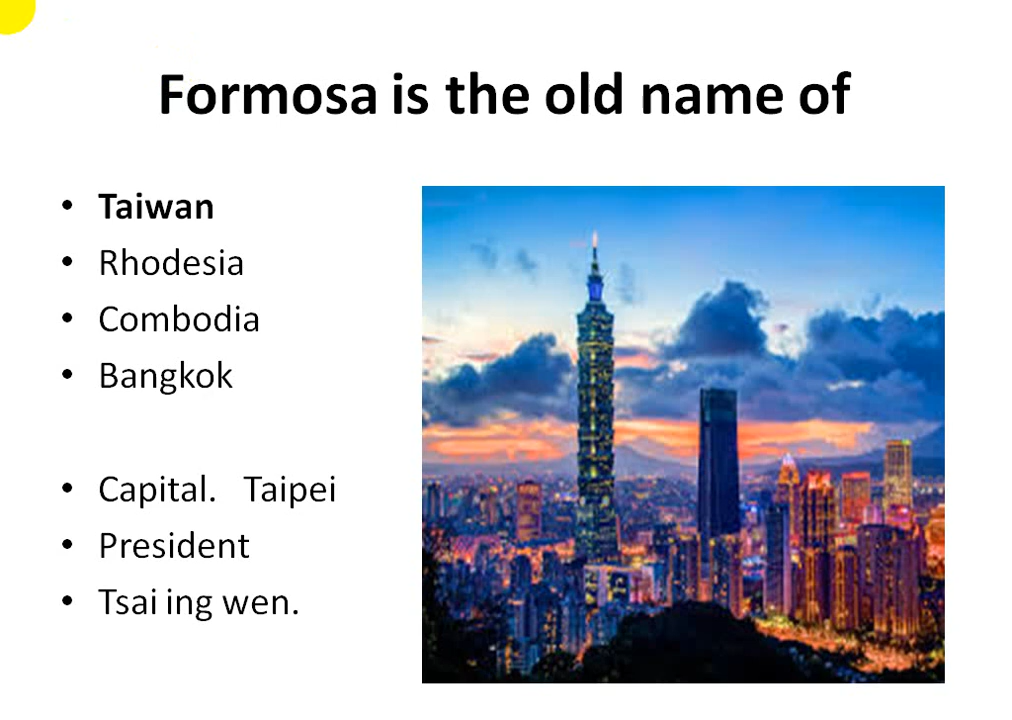 Formosa is the old name of
• Taiwan
• Rhodesia
• Combodia
• Bangkok
• Capital. Taipei
• President
• Tsai ing wen.